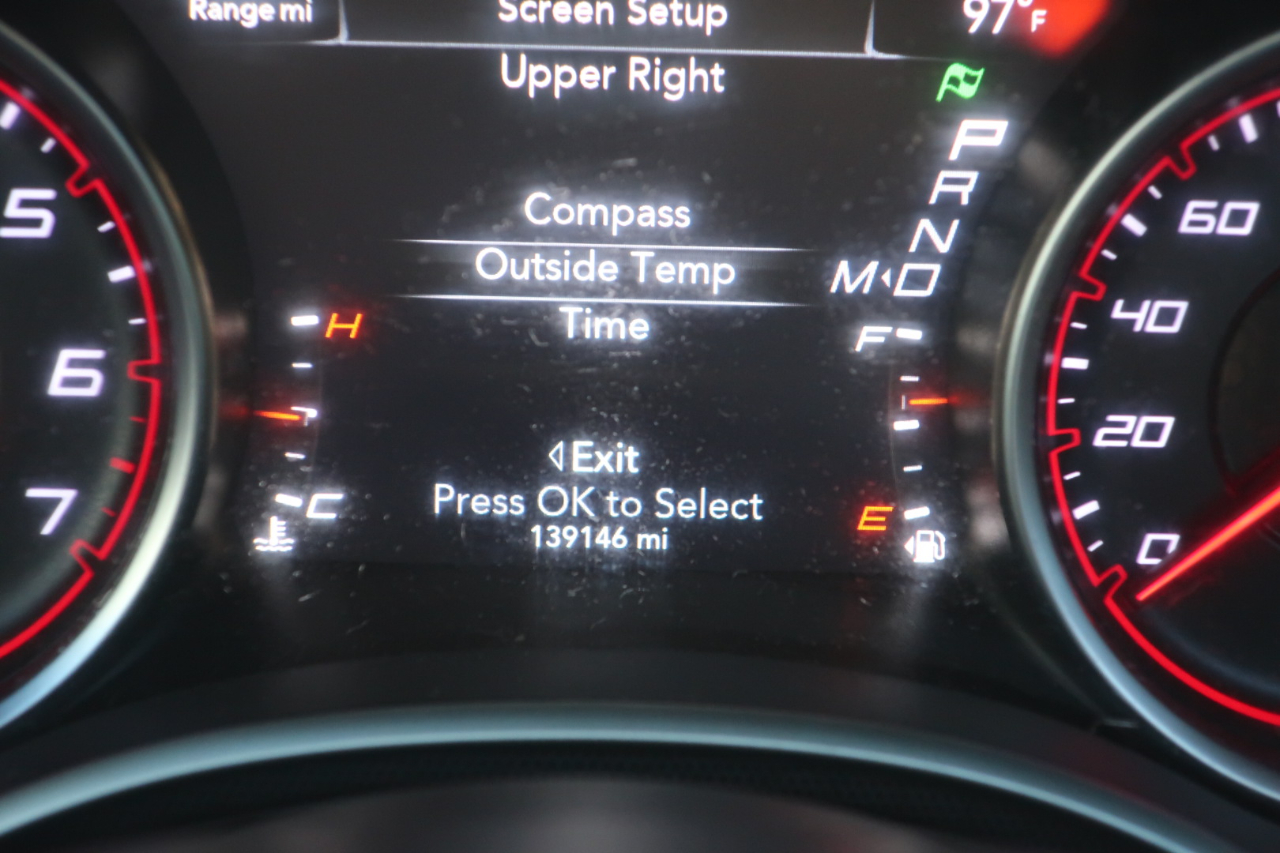 Range mi
Screen Setup
97°F
Upper Right
P
R
N
M D
Compass
Outside Temp
Time
H
F
C
E
Exit
Press OK to Select
139146 mi
5
6
7
60
40
20
0